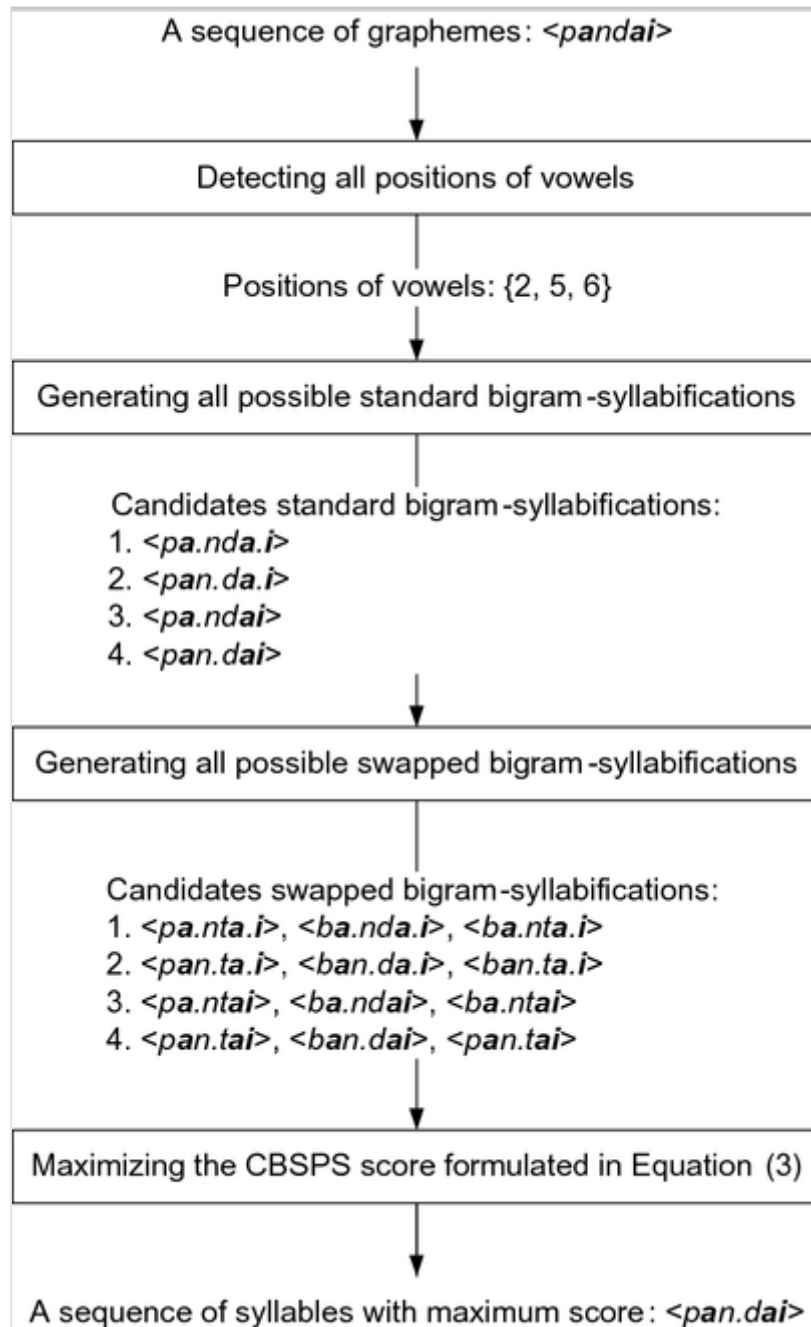 A sequence of graphemes: <pandai>
Detecting all positions of vowels
Positions of vowels: {2, 5, 6}
Generating all possible standard bigram-syllabifications
Candidates standard bigram-syllabifications:
1. <pa.nda.i>
2. <pan.da.i>
3. <pa.ndai>
4. <pan.dai>
Generating all possible swapped bigram-syllabifications
Candidates swapped bigram-syllabifications:
1. <pa.nta.i>, <ba.nda.i>, <ba.nta.i>
2. <pan.ta.i>, <ban.da.i>, <ban.ta.i>
3. <pa.ntai>, <ba.ndai>, <ba.ntai>
4. <pan.tai>, <ban.dai>, <pan.tai>
Maximizing the CBSPS score formulated in Equation (3)
A sequence of syllables with maximum score: <pan.dai>